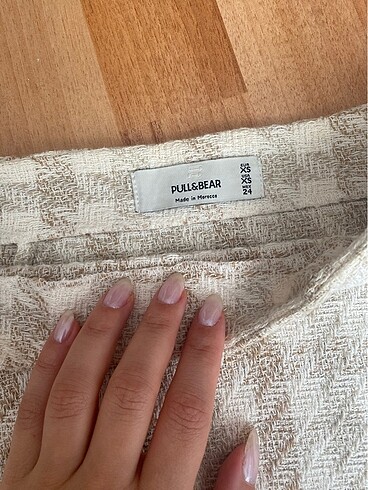 PULL&BEAR
Made in Morocco
EUR
XS
USA
XS
MEX
24